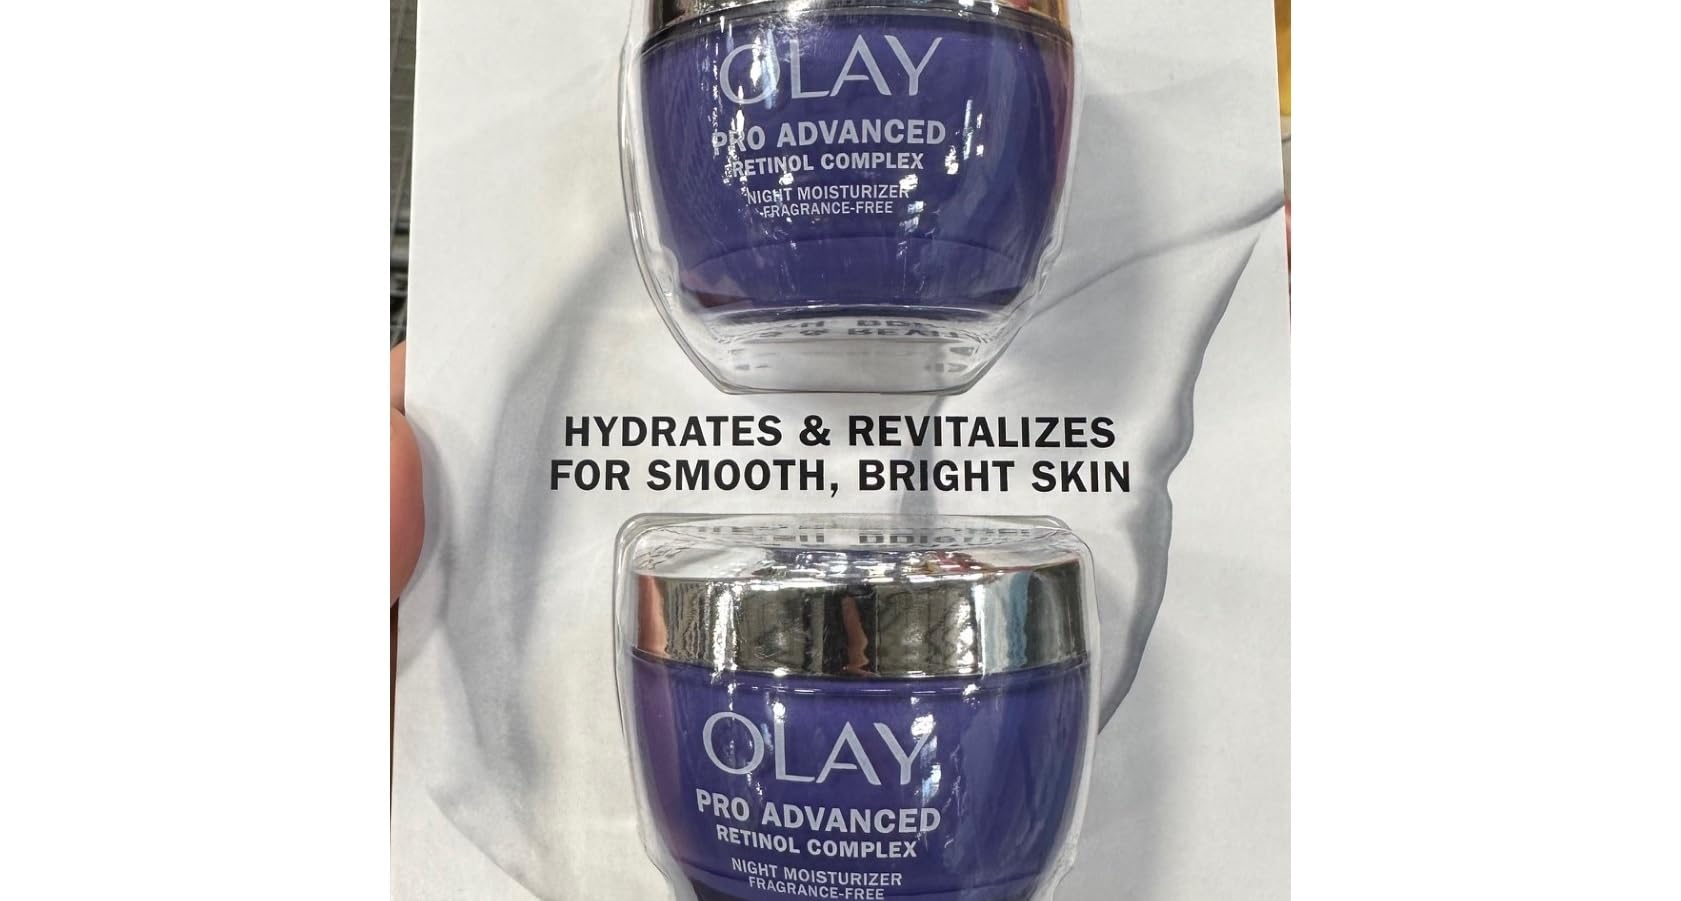 OLAY
PRO ADVANCED
RETINOL COMPLEX
NIGHT MOISTURIZER
FRAGRANCE-FREE
HYDRATES & REVITALIZES
FOR SMOOTH, BRIGHT SKIN
OLAY
PRO ADVANCED
RETINOL COMPLEX
NIGHT MOISTURIZER
FRAGRANCE-FREE